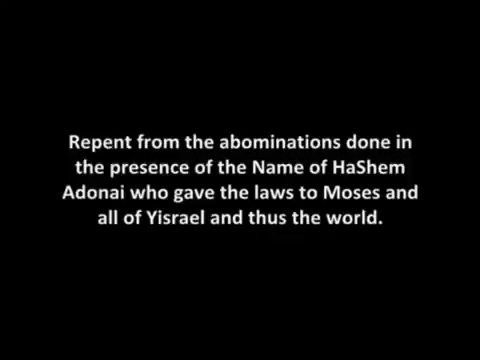 Repent from the abominations done in
the presence of the Name of HaShem
Adonai who gave the laws to Moses and
all of Yisrael and thus the world.